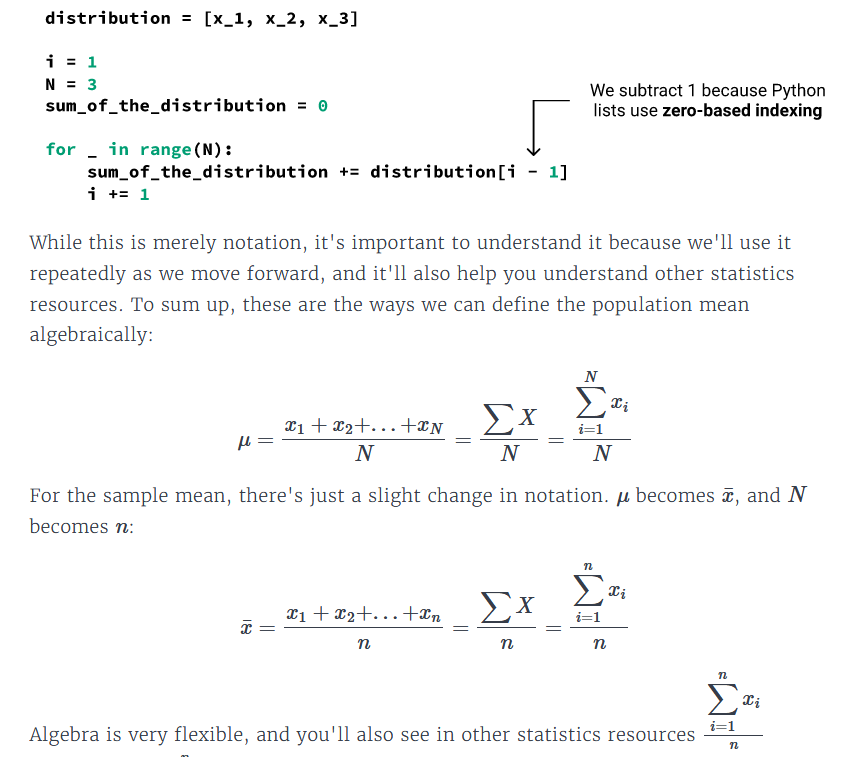 distribution = [x_1, x_2, x_3]
i = 1
N = 3
sum_of_the_distribution = 0
We subtract 1 because Python
lists use zero-based indexing
for _ in range(N):
    sum_of_the_distribution += distribution[i - 1]
    i += 1
While this is merely notation, it's important to understand it because we'll use it
repeatedly as we move forward, and it'll also help you understand other statistics
resources. To sum up, these are the ways we can define the population mean
algebraically:
μ = \frac{x_1 + x_2 + ... + x_N}{N} = \frac{\sum X}{N} = \frac{\sum_{i=1}^{N} x_i}{N}
For the sample mean, there's just a slight change in notation. μ becomes x̄, and N
becomes n:
x̄ = \frac{x_1 + x_2 + ... + x_n}{n} = \frac{\sum X}{n} = \frac{\sum_{i=1}^{n} x_i}{n}
Algebra is very flexible, and you'll also see in other statistics resources \frac{\sum_{i=1}^{n} x_i}{n}